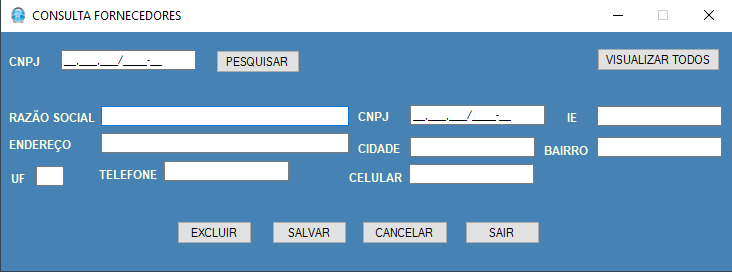 CONSULTA FORNECEDORES
CNPJ __.___.___/____-__ PESQUISAR VISUALIZAR TODOS
RAZÃO SOCIAL CNPJ __.___.___/____-__ IE
ENDEREÇO CIDADE BAIRRO
UF TELEFONE CELULAR
EXCLUIR SALVAR CANCELAR SAIR